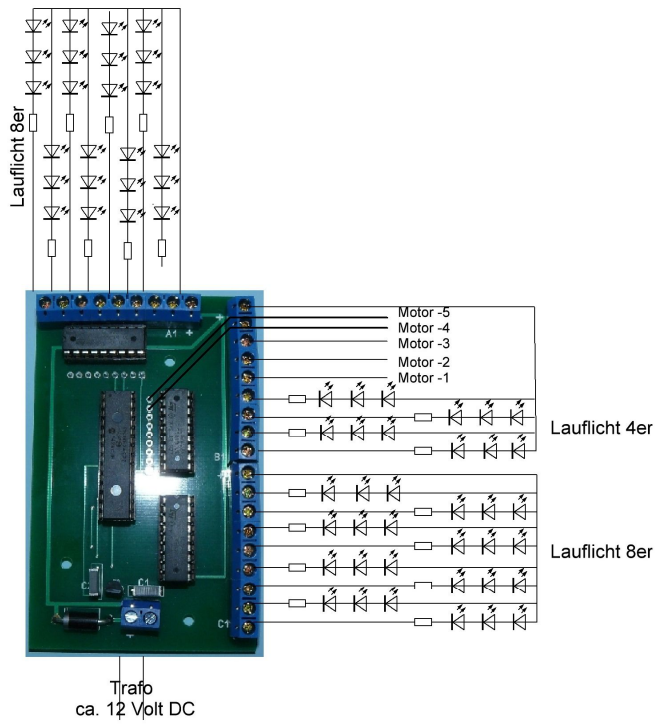 Lauflicht 8er
A1 +
+
Motor -5
Motor -4
Motor -3
Motor -2
Motor -1
Lauflicht 4er
B1
Lauflicht 8er
C1
C1
+
Trafo
ca. 12 Volt DC